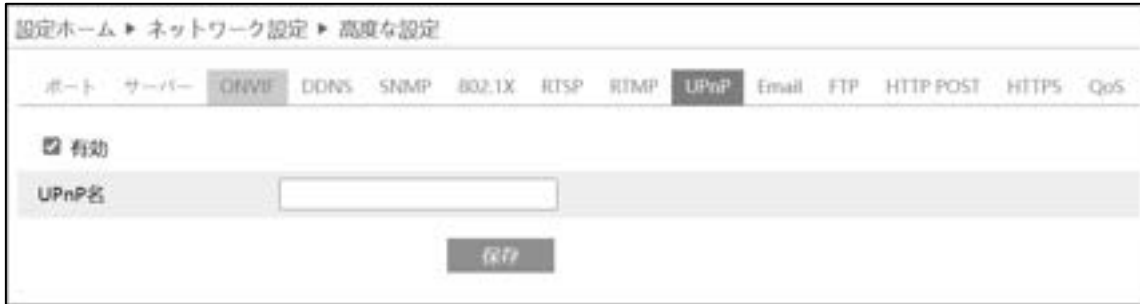 設定ホーム ▶ ネットワーク設定 ▶ 高度な設定
ポート サーバー ONVIF DDNS SNMP 802.1X RTSP RTMP UPnP Email FTP HTTP POST HTTPS QoS
有効
UPnP名
保存